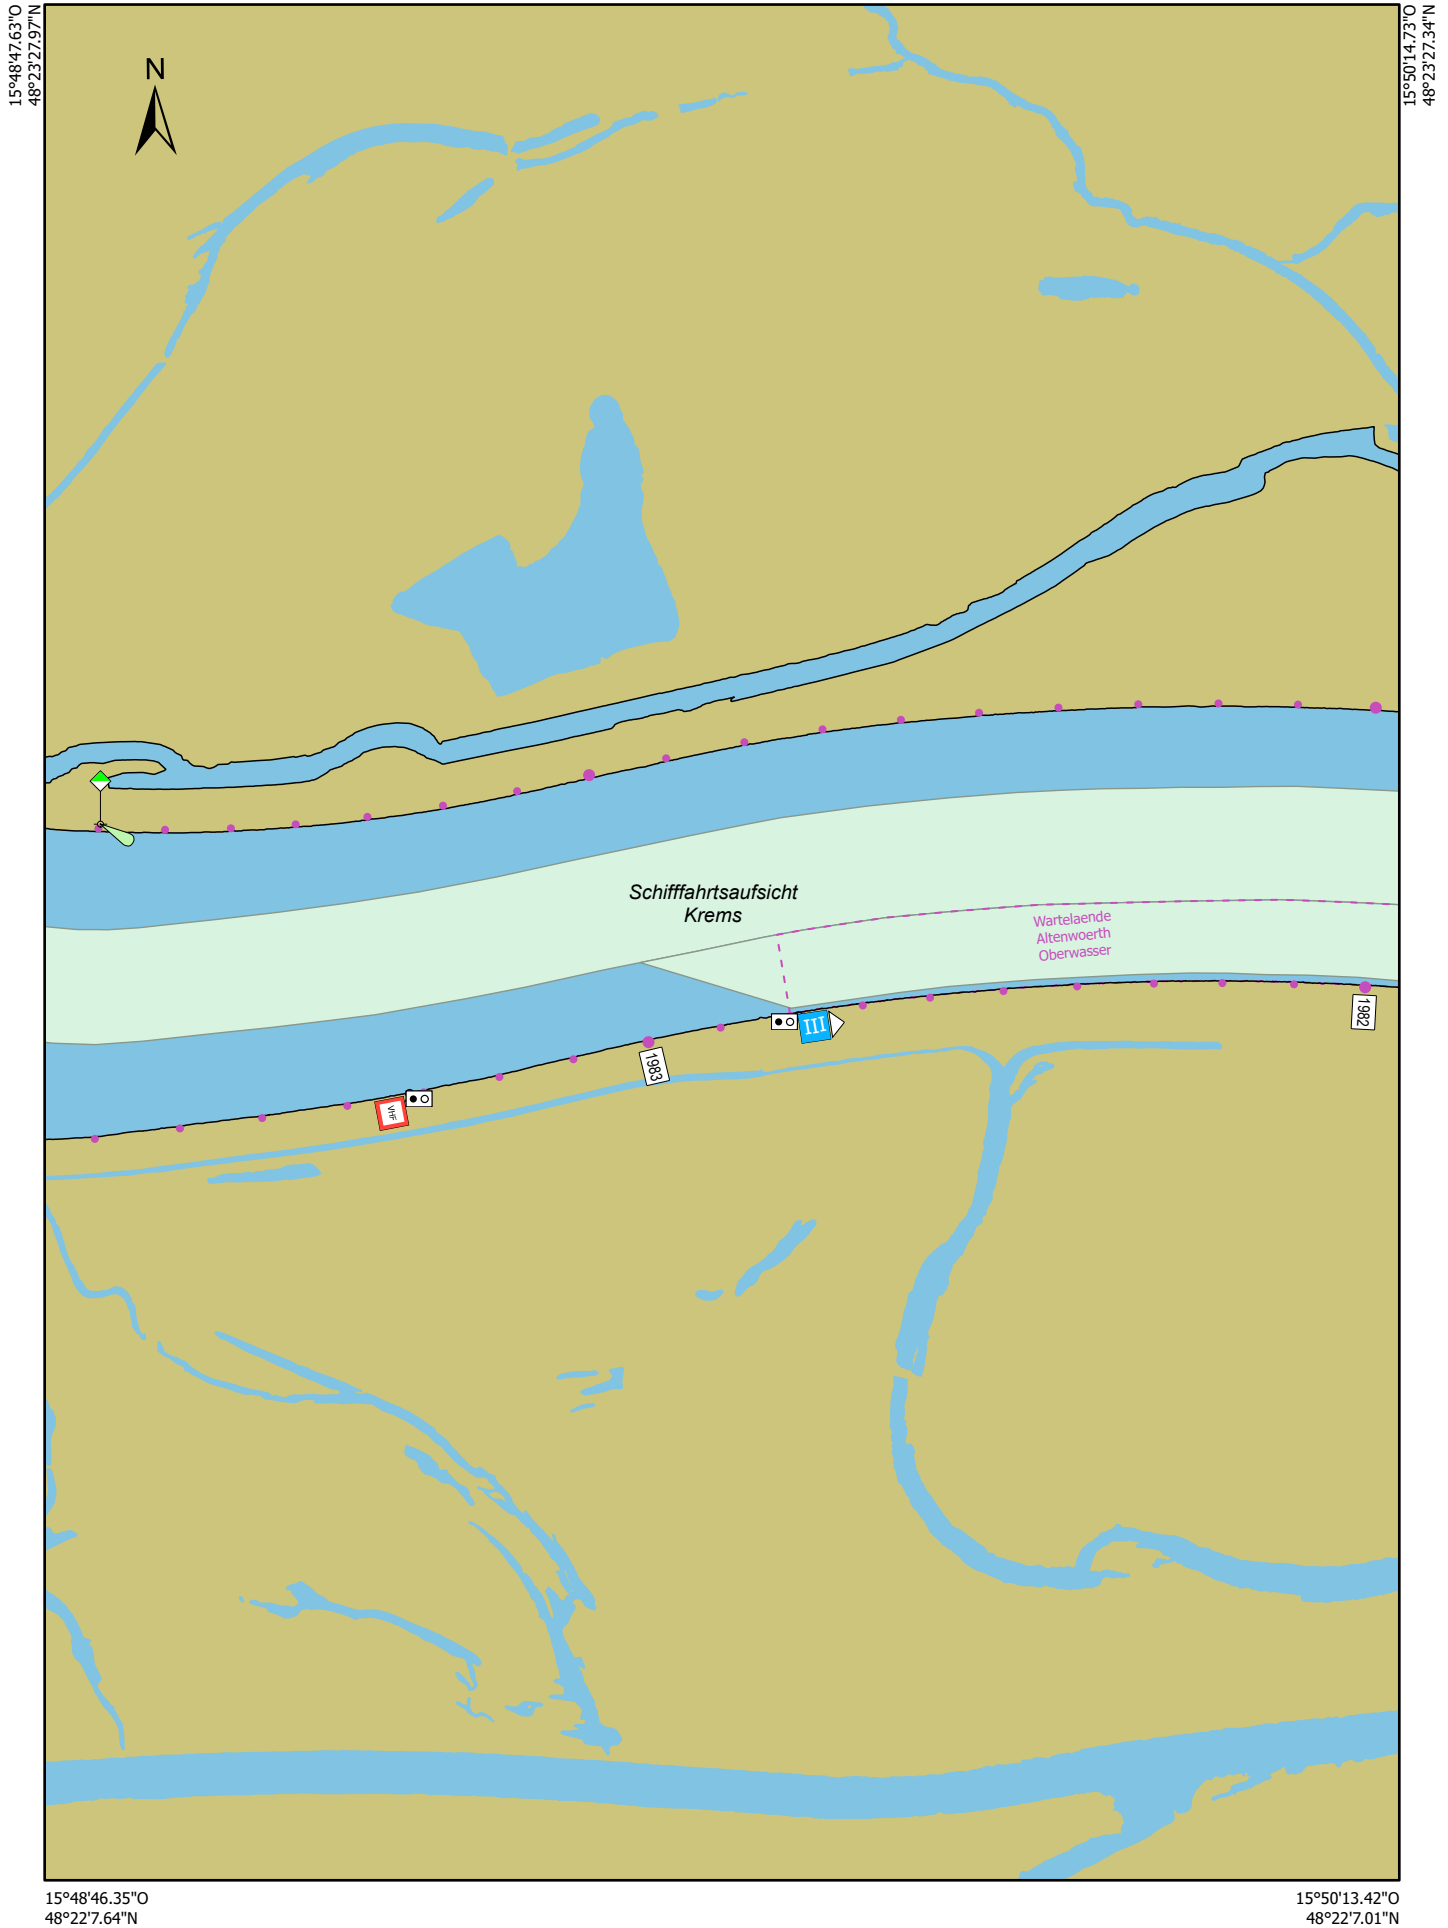 15°48'47.63"O
48°23'27.97"N
15°50'14.73"O
48°23'27.34"N
N
Schifffahrtsaufsicht
Krems
Wartelaende
Altenwoerth
Oberwasser
III
1982
1983
VHF
15°48'46.35"O
48°22'7.64"N
15°50'13.42"O
48°22'7.01"N